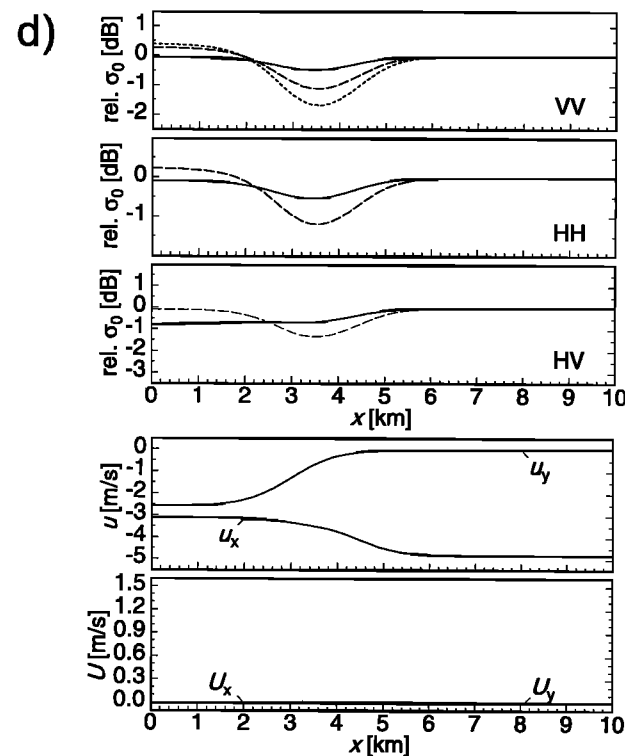 d)
rel. σ0 [dB]
1
0
-1
-2
VV
rel. σ0 [dB]
0
-1
HH
rel. σ0 [dB]
0
-1
-2
-3
HV
0 1 2 3 4 5 6 7 8 9 10
x [km]
u [m/s]
0
-1
-2
-3
-4
-5
uy
ux
U [m/s]
1.5
1.2
0.9
0.6
0.3
0.0
Ux
Uy
0 1 2 3 4 5 6 7 8 9 10
x [km]